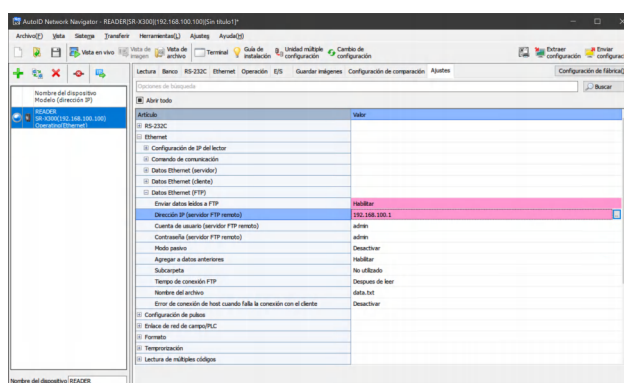 AutoID Network Navigator - READER[SR-X300(192.168.100.100)[Sin título1]*
Archivo(F) Vista Sistema Transferir Herramientas(L) Ajustes Ayuda(H)
Vista en vivo Vista de imagen Vista de archivo Terminal Guía de instalación Unidad múltiple configuración Cambio de configuración Extraer configuración Enviar configurac
Lectura Banco RS-232C Ethernet Operación E/S Guardar imágenes Configuración de comparación Ajustes Configuración de fábrica(
Opciones de búsqueda Buscar
Nombre del dispositivo
Modelo (dirección IP)
Abrir todo
READER
SR-X300(192.168.100.100)
Operating(Ethernet)
Artículo Valor
RS-232C
Ethernet
Configuración de IP del lector
Comando de comunicación
Datos Ethernet (servidor)
Datos Ethernet (cliente)
Datos Ethernet (FTP)
Enviar datos leídos a FTP Habilitar
Dirección IP (servidor FTP remoto) 192.168.100.1
Cuenta de usuario (servidor FTP remoto) admin
Contraseña (servidor FTP remoto) admin
Modo pasivo Desactivar
Agregar a datos anteriores Habilitar
Subcarpeta No utilizado
Tiempo de conexión FTP Despues de leer
Nombre del archivo data.txt
Error de conexión de host cuando falla la conexión con el cliente Desactivar
Configuración de pulsos
Enlace de red de campo/PLC
Formato
Temprorización
Lectura de múltiples códigos
Nombre del dispositivo READER